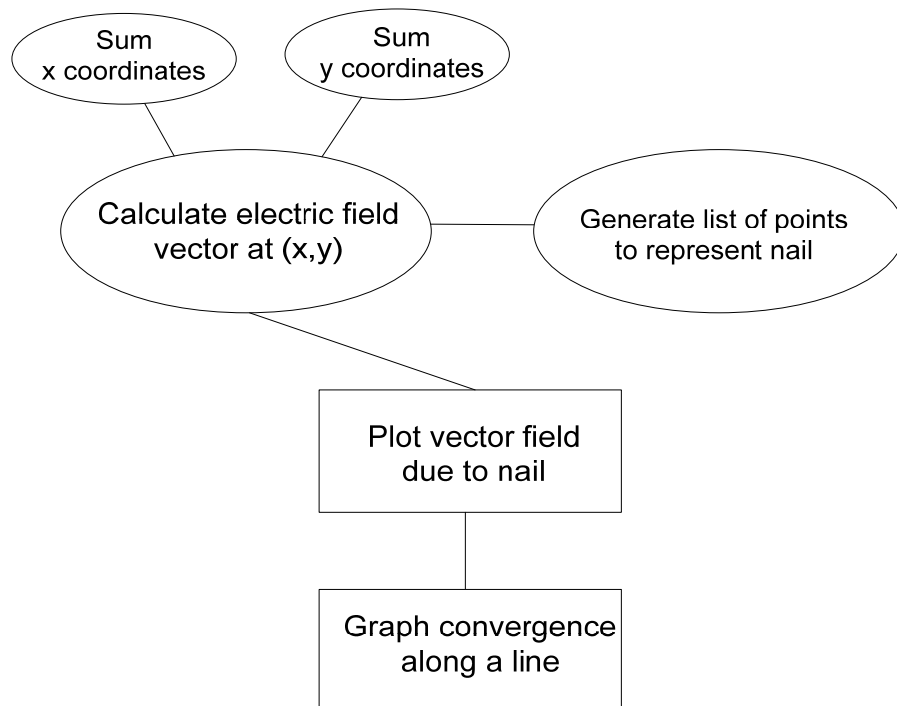 Sum
x coordinates
Sum
y coordinates
Calculate electric field
vector at (x,y)
Generate list of points
to represent nail
Plot vector field
due to nail
Graph convergence
along a line